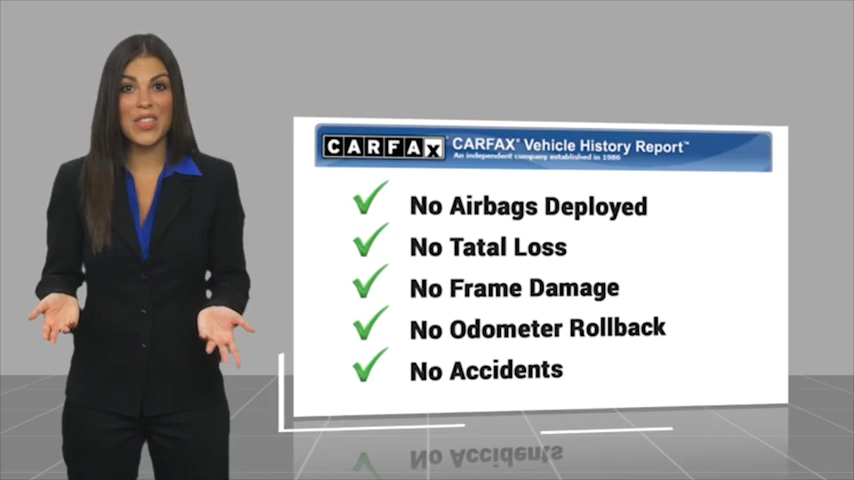 CARFAX CARFAX® Vehicle History Report™
An independent company established in 1986
No Airbags Deployed
No Tatal Loss
No Frame Damage
No Odometer Rollback
No Accidents
No Accidents